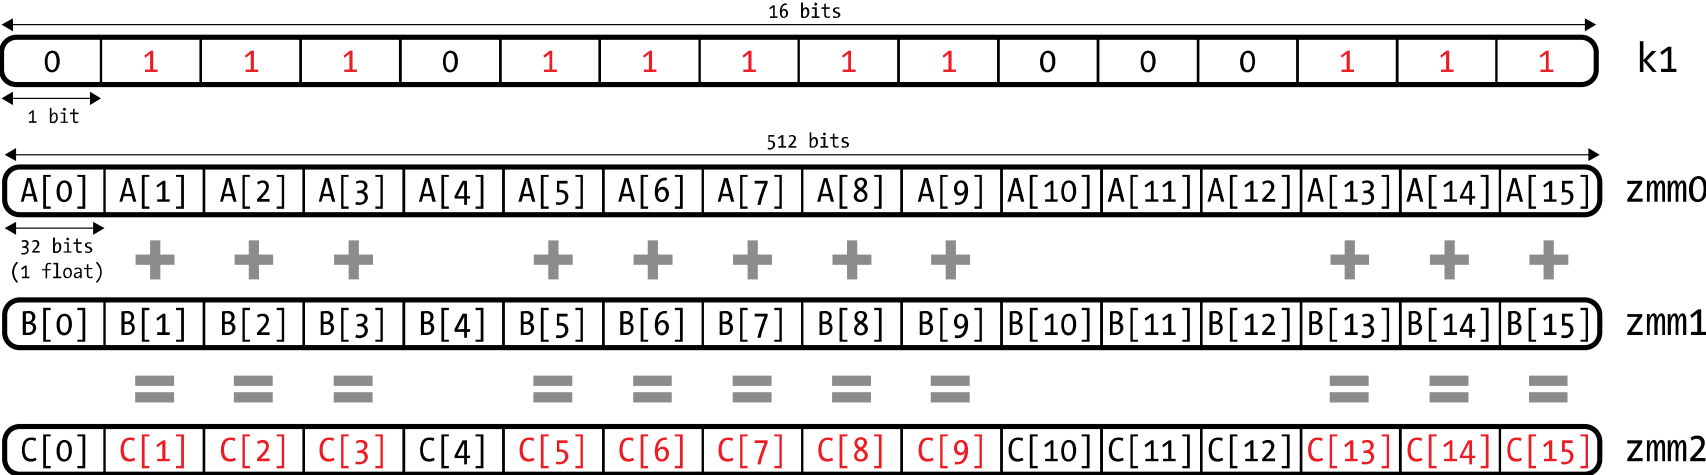 16 bits
0 1 1 1 0 1 1 1 1 1 0 0 0 1 1 1 k1
1 bit
512 bits
A[0] A[1] A[2] A[3] A[4] A[5] A[6] A[7] A[8] A[9] A[10] A[11] A[12] A[13] A[14] A[15] zmm0
32 bits
(1 float)
+ + + + + + + + + + +
B[0] B[1] B[2] B[3] B[4] B[5] B[6] B[7] B[8] B[9] B[10] B[11] B[12] B[13] B[14] B[15] zmm1
= = = = = = = = = = =
C[0] C[1] C[2] C[3] C[4] C[5] C[6] C[7] C[8] C[9] C[10] C[11] C[12] C[13] C[14] C[15] zmm2